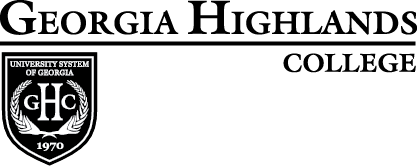 GEORGIA HIGHLANDS
COLLEGE
UNIVERSITY SYSTEM
OF GEORGIA
GHC
1970